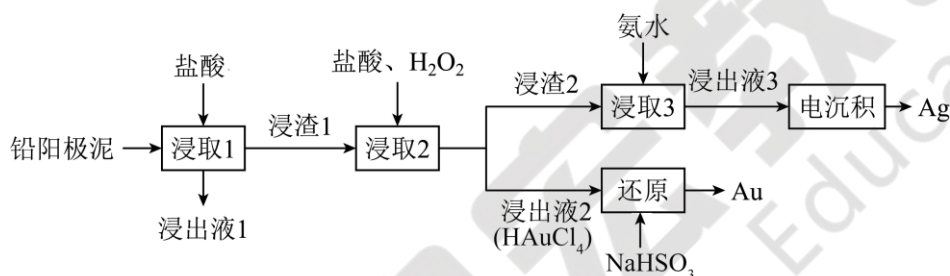 氨水
盐酸
盐酸、H₂O₂
浸渣2
浸取3
浸出液3
电沉积
Ag
铅阳极泥
浸取1
浸渣1
浸取2
浸出液1
浸出液2
(HAuCl₄)
还原
Au
NaHSO₃
Educa